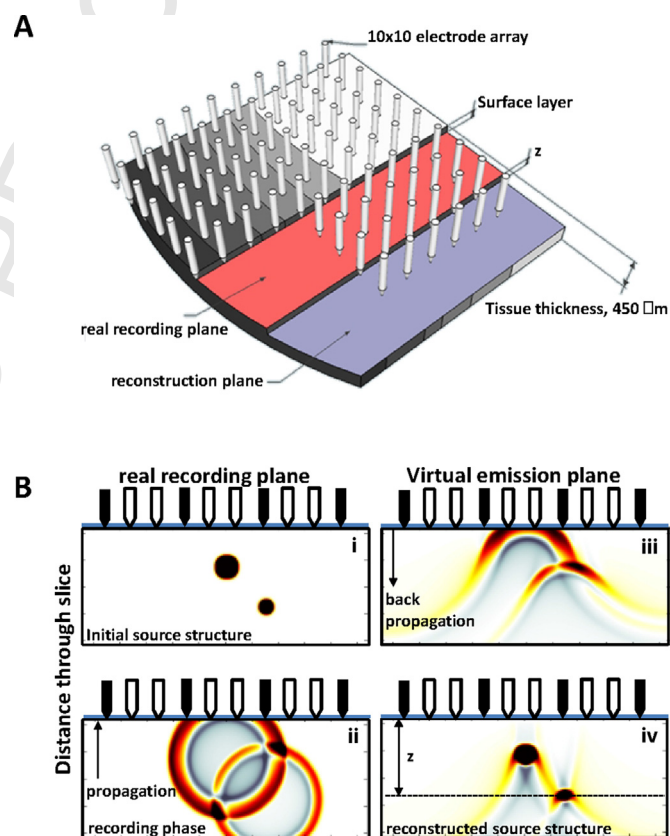 A
10x10 electrode array
Surface layer
z
Tissue thickness, 450 □m
real recording plane
reconstruction plane
B
real recording plane
Virtual emission plane
Distance through slice
i
Initial source structure
iii
back
propagation
ii
propagation
recording phase
iv
z
reconstructed source structure